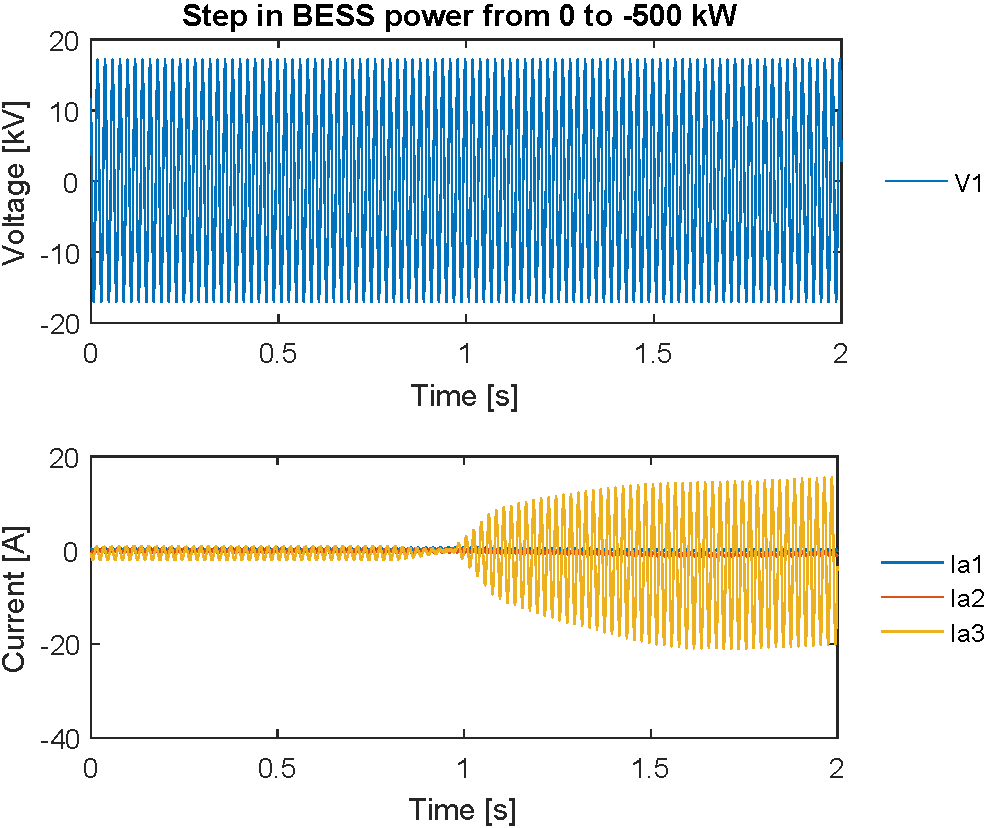 Step in BESS power from 0 to -500 kW
20
10
0
-10
-20
Voltage [kV]
0 0.5 1 1.5 2
Time [s]
V1
20
0
-20
-40
Current [A]
0 0.5 1 1.5 2
Time [s]
Ia1
Ia2
Ia3